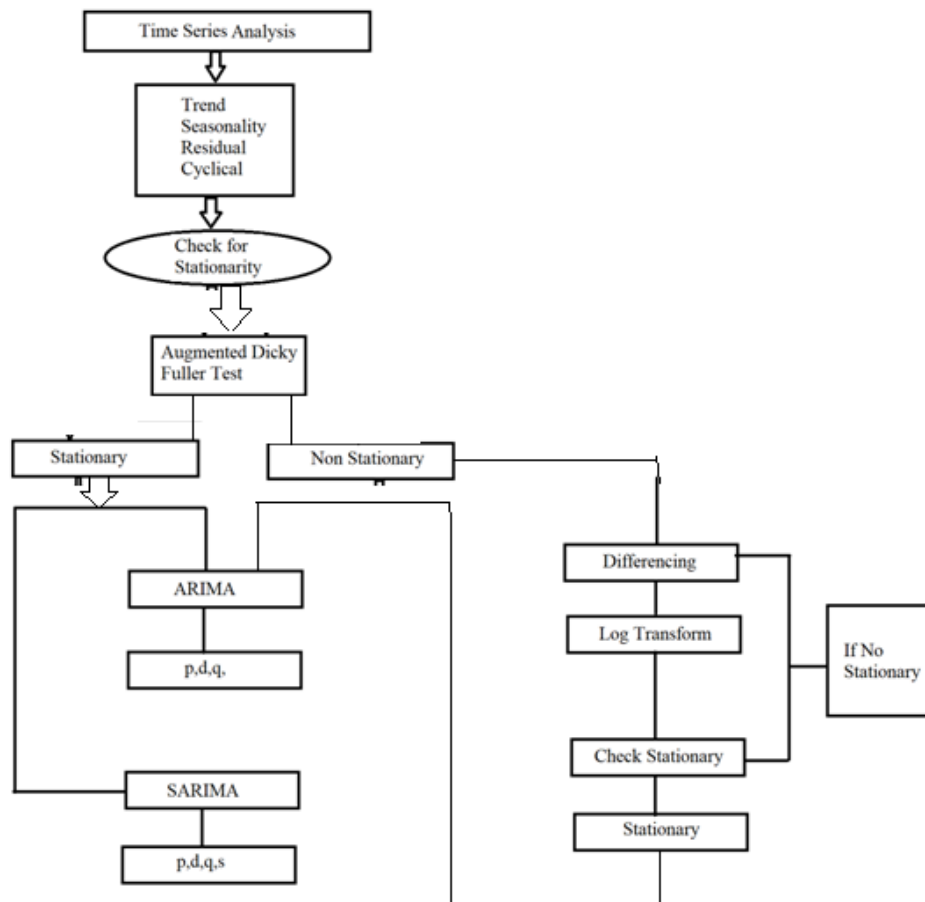 Time Series Analysis
Trend
Seasonality
Residual
Cyclical
Check for
Stationarity
Augmented Dicky
Fuller Test
Stationary
Non Stationary
Differencing
ARIMA
Log Transform
If No
Stationary
p,d,q,
Check Stationary
SARIMA
Stationary
p,d,q,s